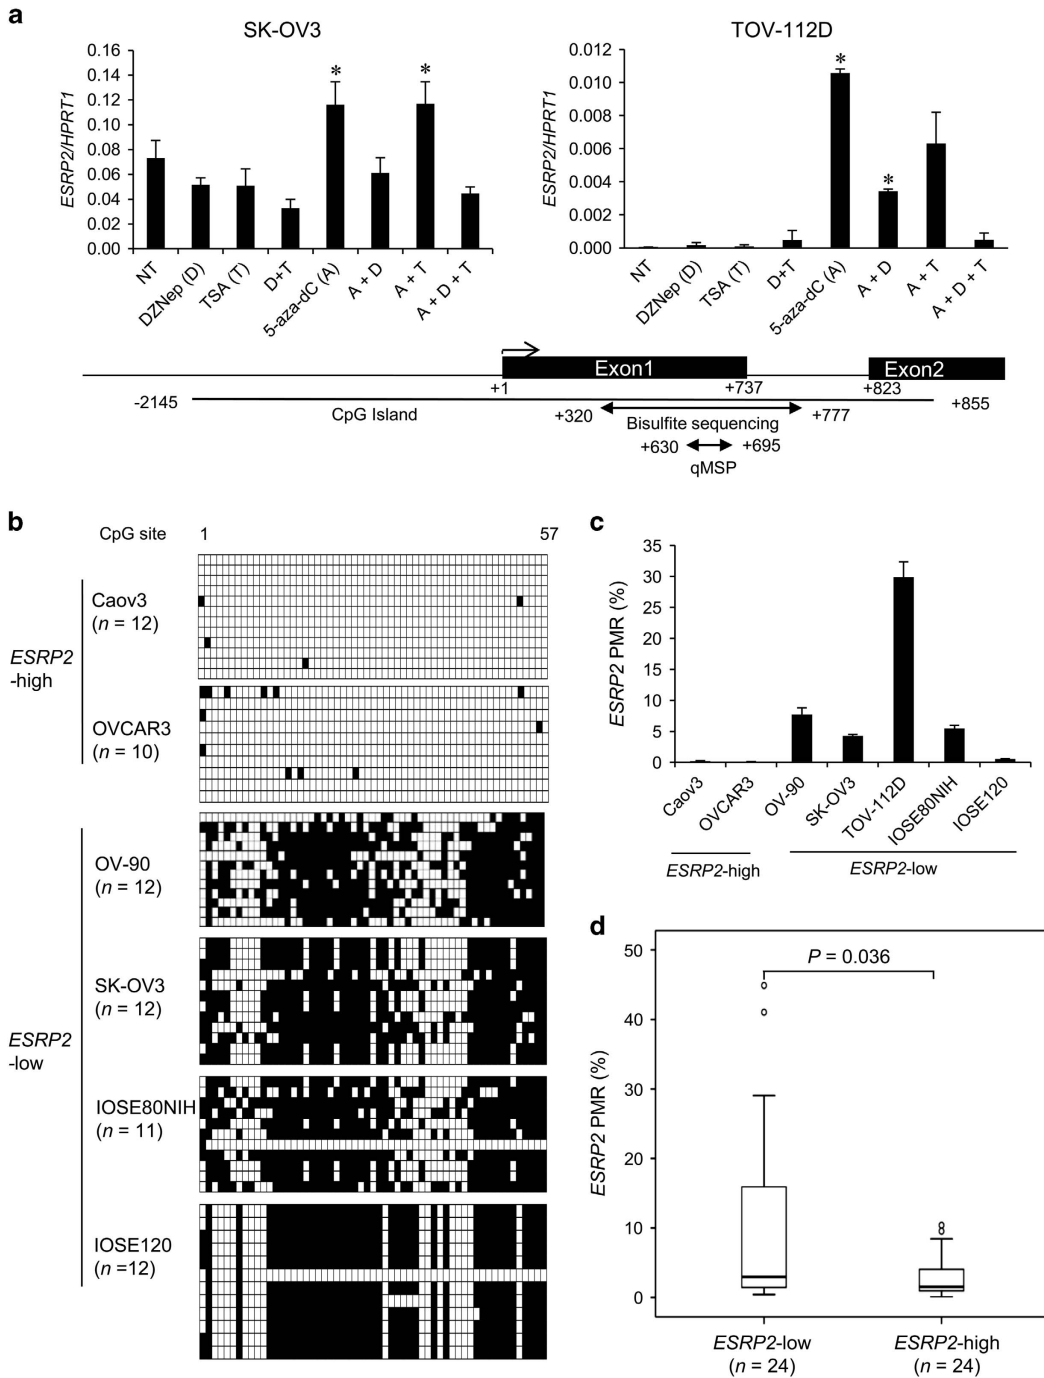 a
SK-OV3
ESRP2/HPRT1
0.16
0.14
0.12
0.10
0.08
0.06
0.04
0.02
0.00
*
*
NT
DZNep (D)
TSA (T)
D+T
5-aza-dC (A)
A + D
A + T
A + D + T
TOV-112D
ESRP2/HPRT1
0.012
0.010
0.008
0.006
0.004
0.002
0.000
*
*
NT
DZNep (D)
TSA (T)
D+T
5-aza-dC (A)
A + D
A + T
A + D + T
Exon1
Exon2
+1
+737
+823
-2145
CpG Island
+855
+320
+777
Bisulfite sequencing
+630
+695
qMSP
b
CpG site
1
57
ESRP2
-high
Caov3
(n = 12)
OVCAR3
(n = 10)
ESRP2
-low
OV-90
(n = 12)
SK-OV3
(n = 12)
IOSE80NIH
(n = 11)
IOSE120
(n =12)
c
ESRP2 PMR (%)
35
30
25
20
15
10
5
0
Caov3
OVCAR3
OV-90
SK-OV3
TOV-112D
IOSE80NIH
IOSE120
ESRP2-high
ESRP2-low
d
ESRP2 PMR (%)
50
40
30
20
10
0
P = 0.036
ESRP2-low
(n = 24)
ESRP2-high
(n = 24)